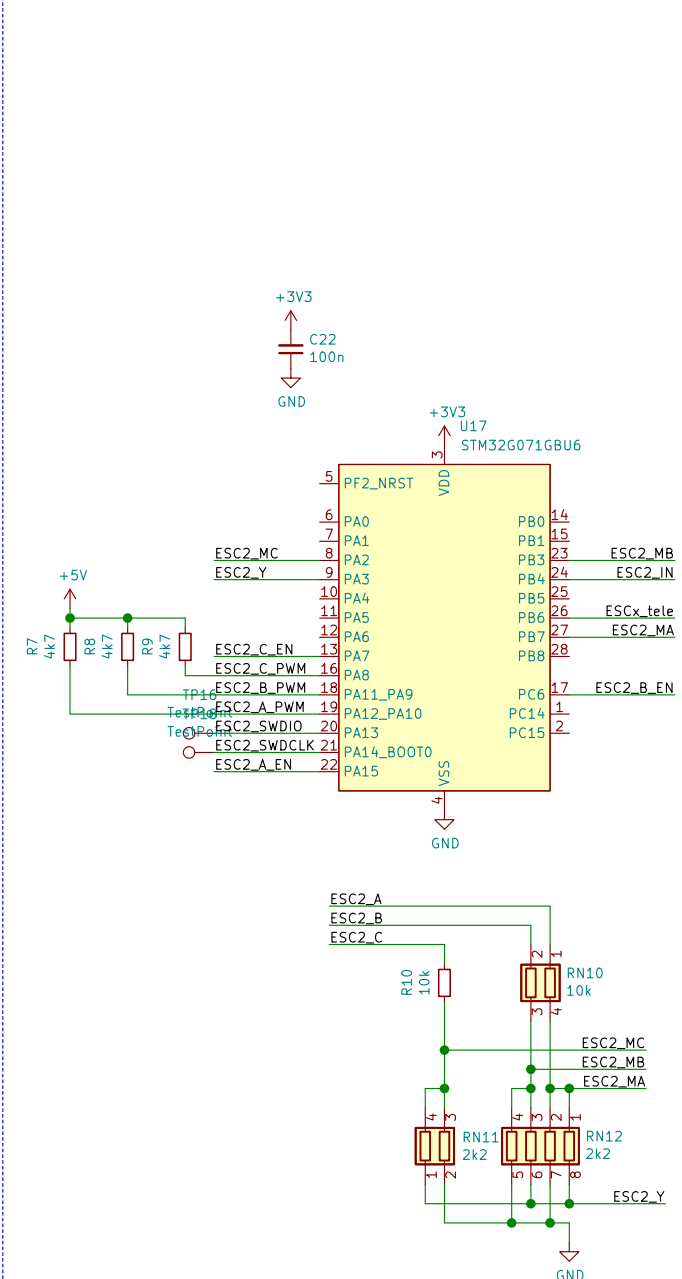 +3V3
C22
100n
GND
+3V3
U17
STM32G071GBU6
3
VDD
5 PF2_NRST
6 PA0 PB0 14
7 PA1 PB1 15
ESC2_MC 8 PA2 PB3 23 ESC2_MB
ESC2_Y 9 PA3 PB4 24 ESC2_IN
10 PA4 PB5 25
11 PA5 PB6 26 ESCx_tele
12 PA6 PB7 27 ESC2_MA
ESC2_C_EN 13 PA7 PB8 28
ESC2_C_PWM 16 PA8
ESC2_B_PWM 18 PA11_PA9 PC6 17 ESC2_B_EN
ESC2_A_PWM 19 PA12_PA10 PC14 1
ESC2_SWDIO 20 PA13 PC15 2
ESC2_SWDCLK 21 PA14_BOOT0
ESC2_A_EN 22 PA15
VSS
4
GND
+5V
R7
4k7
R8
4k7
R9
4k7
TP16
TestPoint
TestPoint
ESC2_A
ESC2_B
ESC2_C
R10
10k
2 1
RN10
10k
3 4
ESC2_MC
ESC2_MB
ESC2_MA
4 3
RN11
2k2
1 2
4 3 2 1
RN12
2k2
5 6 7 8
ESC2_Y
GND